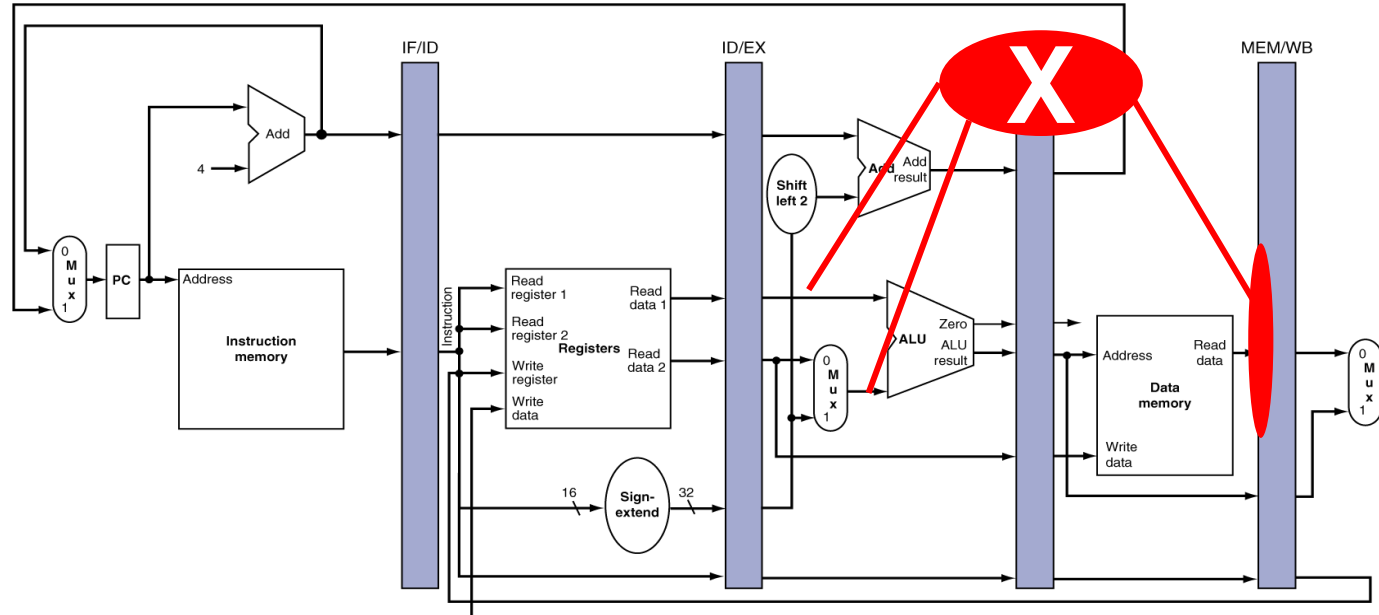 IF/ID
ID/EX
MEM/WB
X
Add
4
Shift
left 2
Add
Add
result
0
M
u
x
1
PC
Address
Instruction
memory
Instruction
Read
register 1
Read
register 2
Write
register
Write
data
Registers
Read
data 1
Read
data 2
16
Sign-
extend
32
0
M
u
x
1
ALU
Zero
ALU
result
Address
Read
data
Data
memory
Write
data
0
M
u
x
1